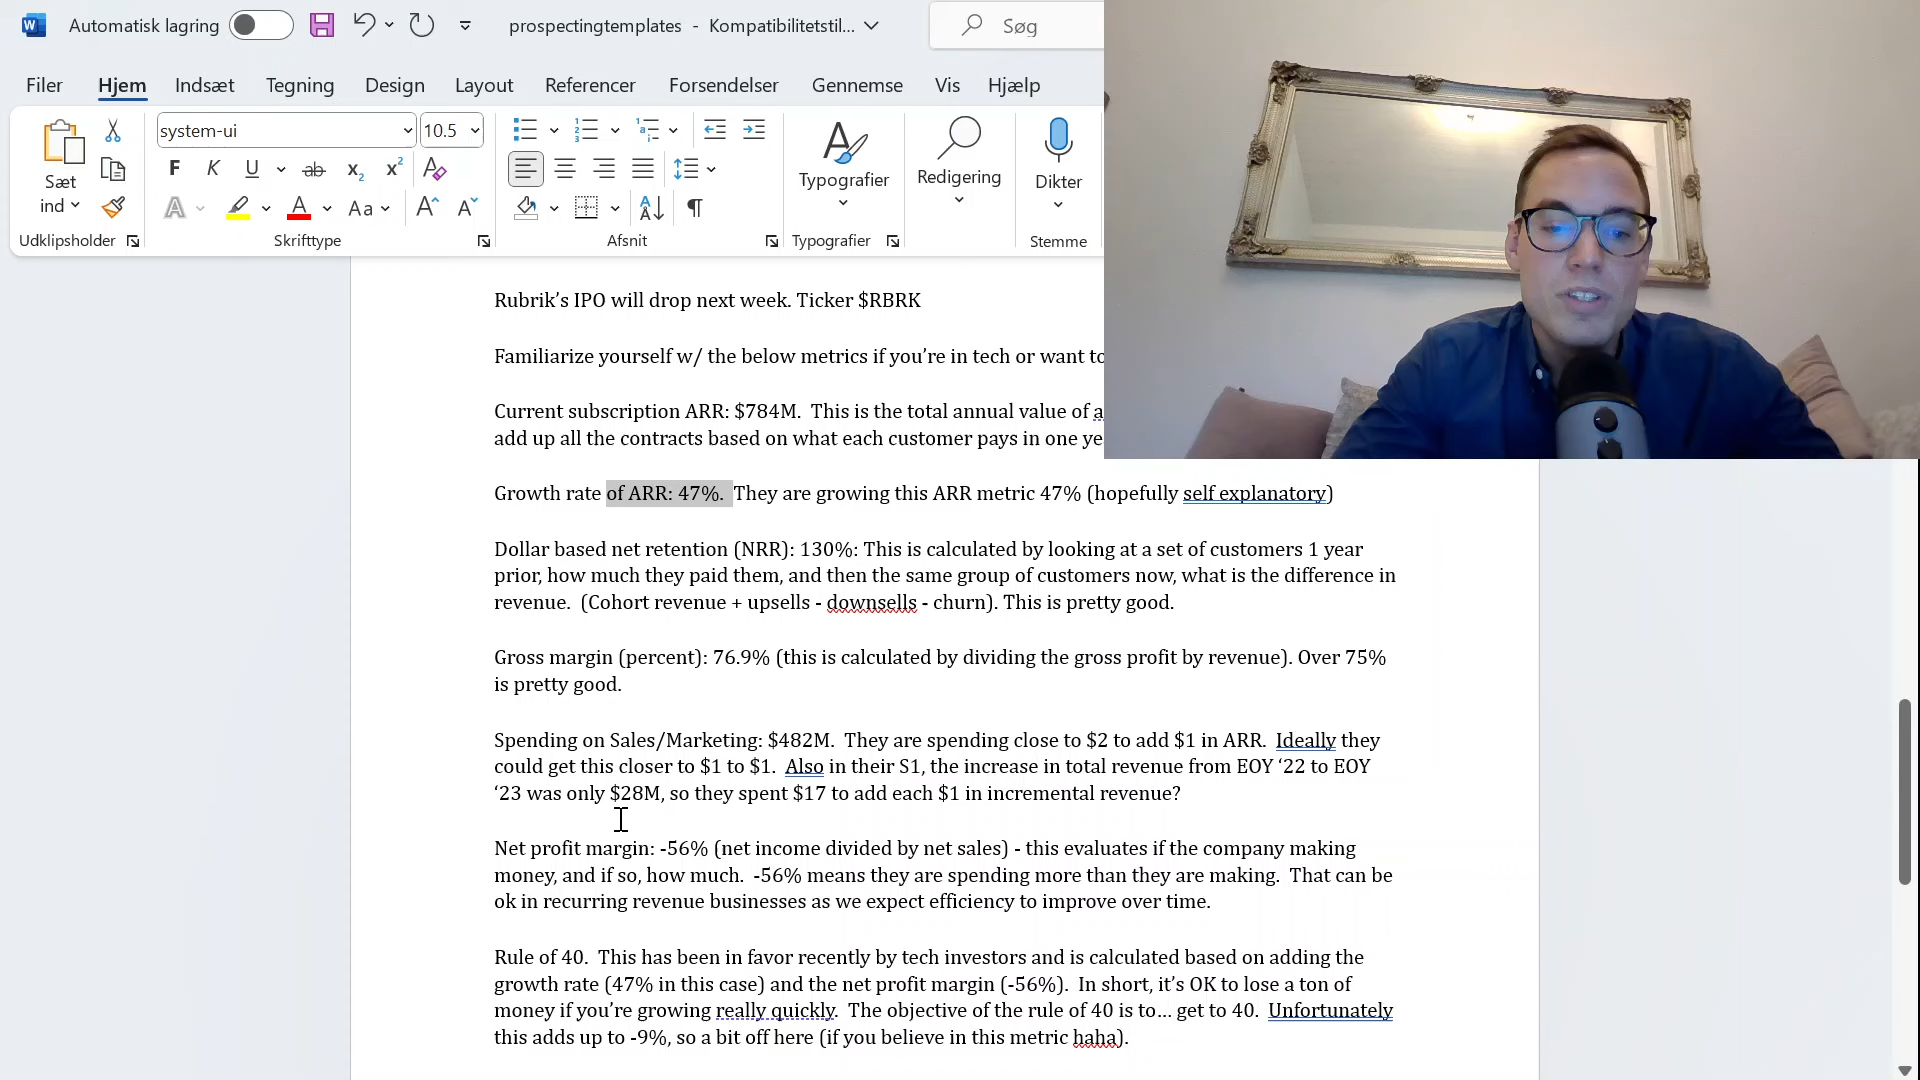 Automatisk lagring
prospectingtemplates - Kompatibilitetstil...
Søg
Filer Hjem Indsæt Tegning Design Layout Referencer Forsendelser Gennemse Vis Hjælp
Sæt ind
system-ui 10.5
F K U ab x₂ x² A
A A Aa A A
Typografier
Redigering
Dikter
Udklipsholder Skrifttype Afsnit Typografier Stemme
Rubrik’s IPO will drop next week. Ticker $RBRK
Familiarize yourself w/ the below metrics if you’re in tech or want to
Current subscription ARR: $784M. This is the total annual value of a
add up all the contracts based on what each customer pays in one ye
Growth rate of ARR: 47%. They are growing this ARR metric 47% (hopefully self explanatory)
Dollar based net retention (NRR): 130%: This is calculated by looking at a set of customers 1 year
prior, how much they paid them, and then the same group of customers now, what is the difference in
revenue. (Cohort revenue + upsells - downsells - churn). This is pretty good.
Gross margin (percent): 76.9% (this is calculated by dividing the gross profit by revenue). Over 75%
is pretty good.
Spending on Sales/Marketing: $482M. They are spending close to $2 to add $1 in ARR. Ideally they
could get this closer to $1 to $1. Also in their S1, the increase in total revenue from EOY ‘22 to EOY
‘23 was only $28M, so they spent $17 to add each $1 in incremental revenue?
Net profit margin: -56% (net income divided by net sales) - this evaluates if the company making
money, and if so, how much. -56% means they are spending more than they are making. That can be
ok in recurring revenue businesses as we expect efficiency to improve over time.
Rule of 40. This has been in favor recently by tech investors and is calculated based on adding the
growth rate (47% in this case) and the net profit margin (-56%). In short, it’s OK to lose a ton of
money if you’re growing really quickly. The objective of the rule of 40 is to… get to 40. Unfortunately
this adds up to -9%, so a bit off here (if you believe in this metric haha).